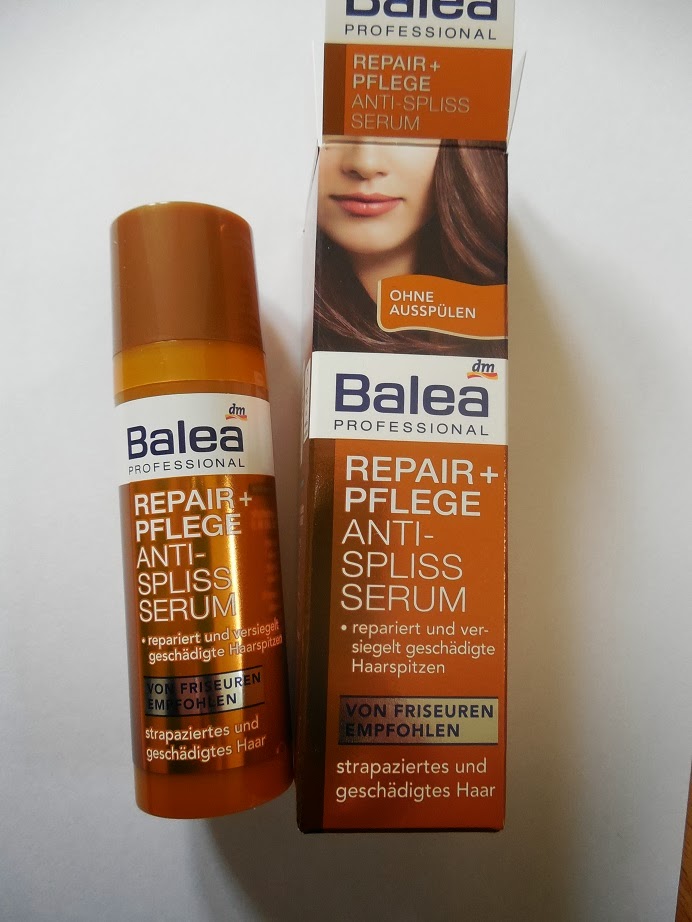 Balea
PROFESSIONAL
REPAIR+
PFLEGE
ANTI-SPLISS
SERUM
OHNE
AUSSPÜLEN
dm
Balea
PROFESSIONAL
REPAIR+
PFLEGE
ANTI-
SPLISS
SERUM
• repariert und ver-
siegelt geschädigte
Haarspitzen
VON FRISEUREN
EMPFOHLEN
strapaziertes und
geschädigtes Haar
dm
Balea
PROFESSIONAL
REPAIR+
PFLEGE
ANTI-
SPLISS
SERUM
• repariert und versiegelt
geschädigte Haarspitzen
VON FRISEUREN
EMPFOHLEN
strapaziertes und
geschädigtes Haar